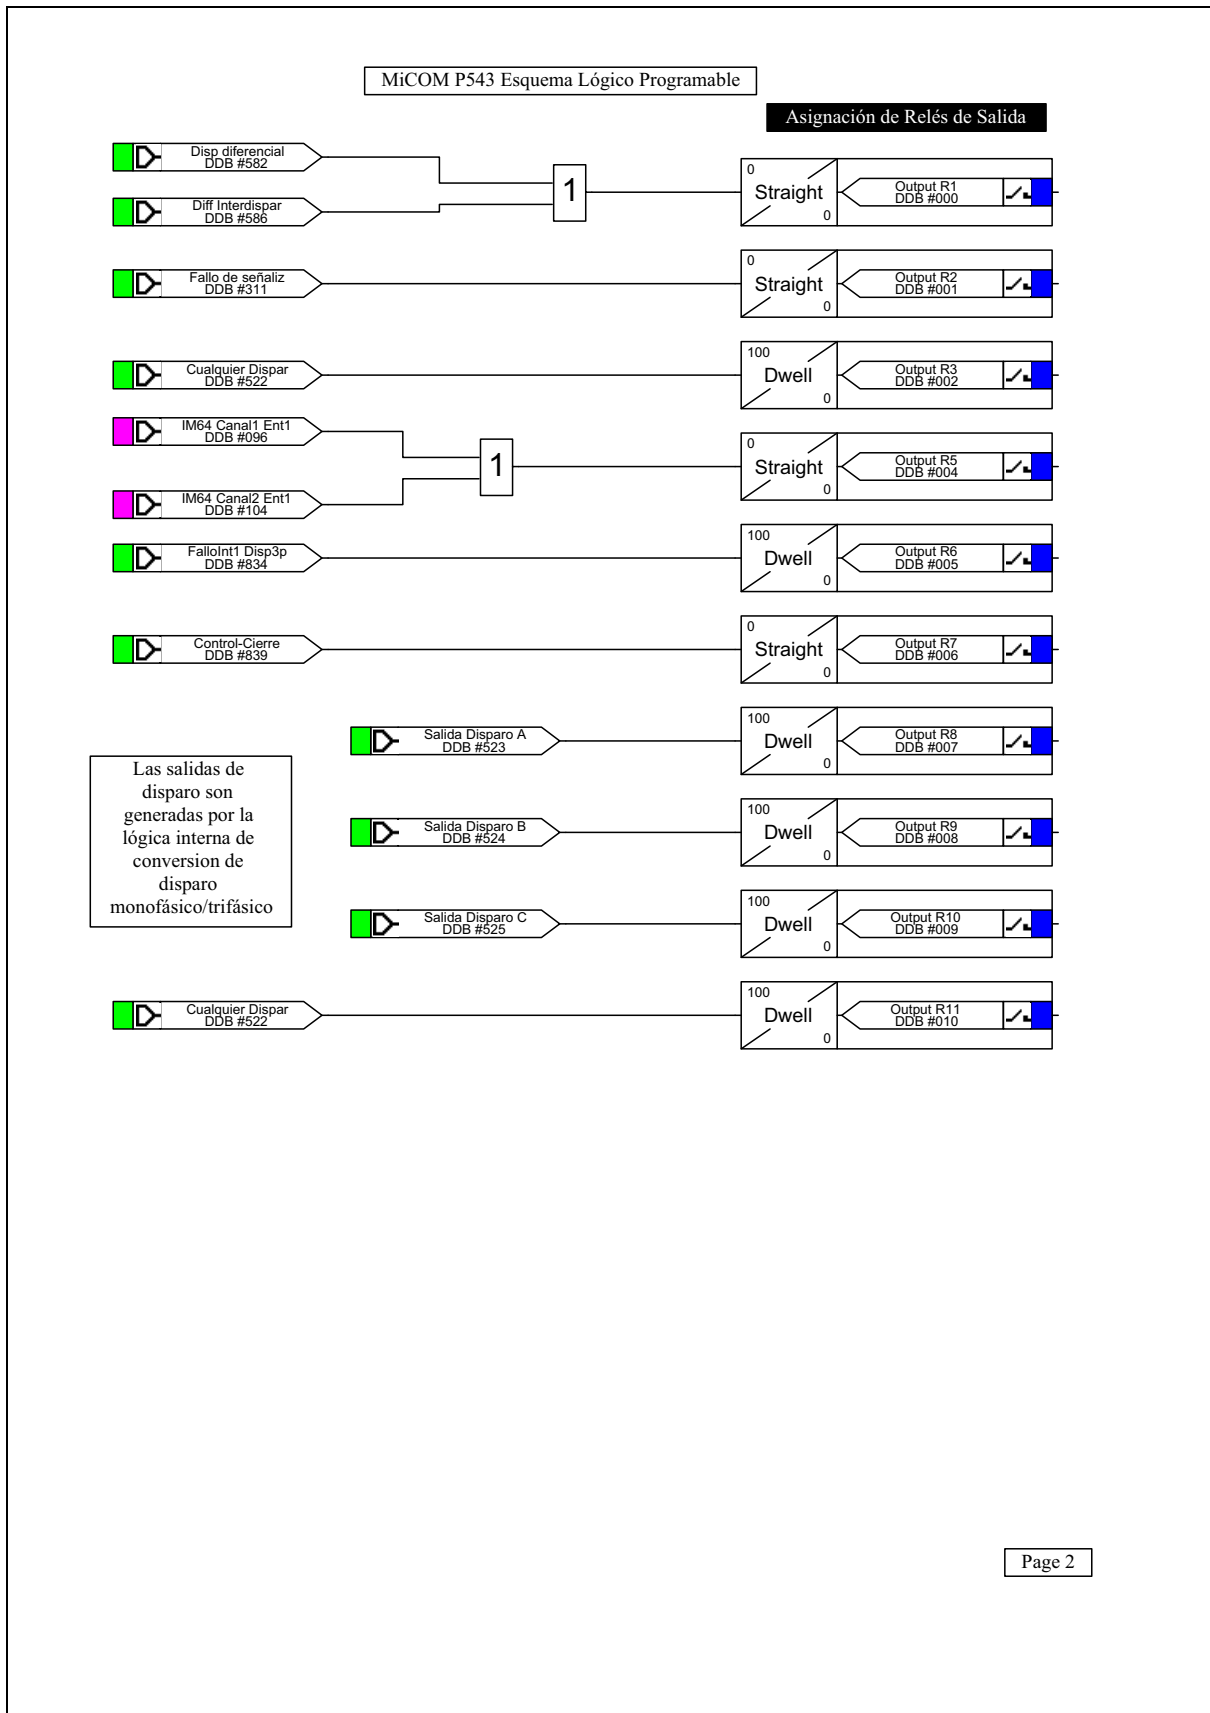 MiCOM P543 Esquema Lógico Programable
Asignación de Relés de Salida
Disp diferencial
DDB #582
Diff Interdispar
DDB #586
1
0
Straight
0
Output R1
DDB #000
Fallo de señaliz
DDB #311
0
Straight
0
Output R2
DDB #001
Cualquier Dispar
DDB #522
100
Dwell
0
Output R3
DDB #002
IM64 Canal1 Ent1
DDB #096
IM64 Canal2 Ent1
DDB #104
1
0
Straight
0
Output R5
DDB #004
FalloInt1 Disp3p
DDB #834
100
Dwell
0
Output R6
DDB #005
Control-Cierre
DDB #839
0
Straight
0
Output R7
DDB #006
Salida Disparo A
DDB #523
100
Dwell
0
Output R8
DDB #007
Las salidas de
disparo son
generadas por la
lógica interna de
conversion de
disparo
monofásico/trifásico
Salida Disparo B
DDB #524
100
Dwell
0
Output R9
DDB #008
Salida Disparo C
DDB #525
100
Dwell
0
Output R10
DDB #009
Cualquier Dispar
DDB #522
100
Dwell
0
Output R11
DDB #010
Page 2